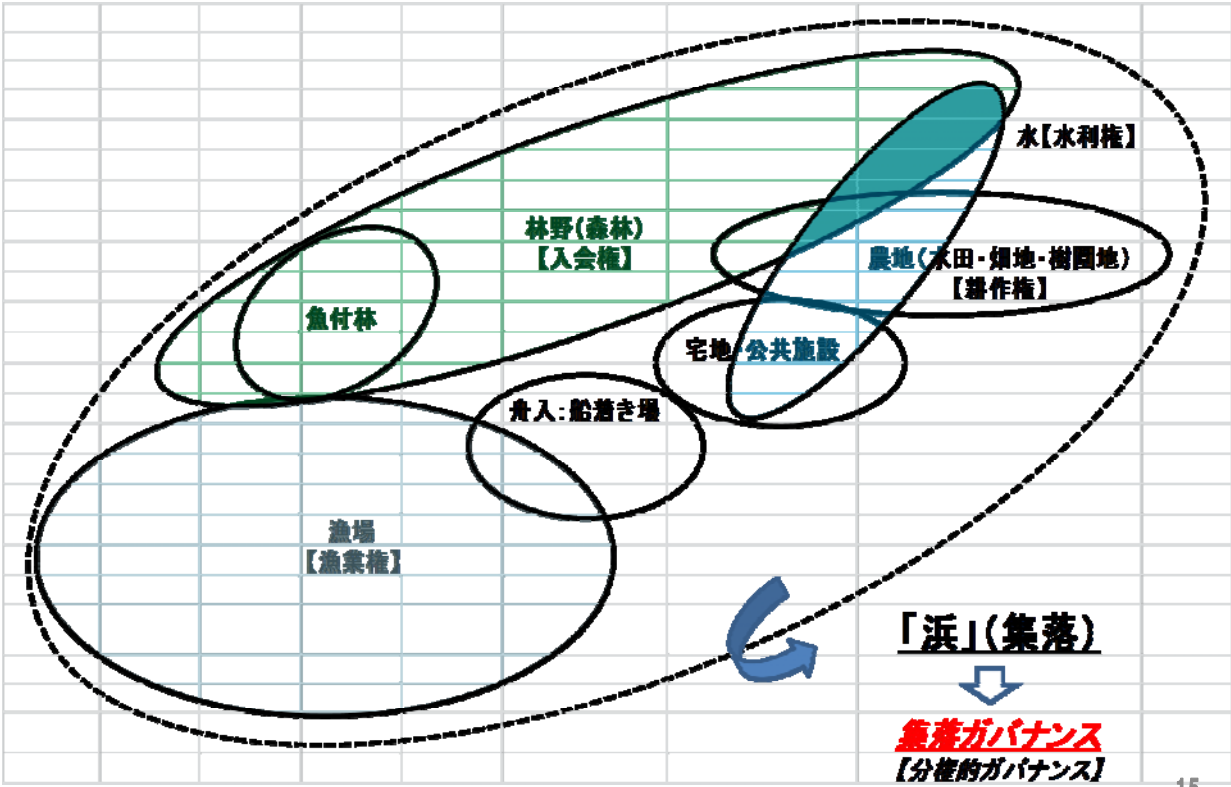 水【水利権】
林野(森林)
【入会権】
農地(水田・畑地・樹園地)
【耕作権】
魚付林
宅地・公共施設
舟入:船着き場
漁場
【漁業権】
「浜」(集落)
集落ガバナンス
【分権的ガバナンス】
15